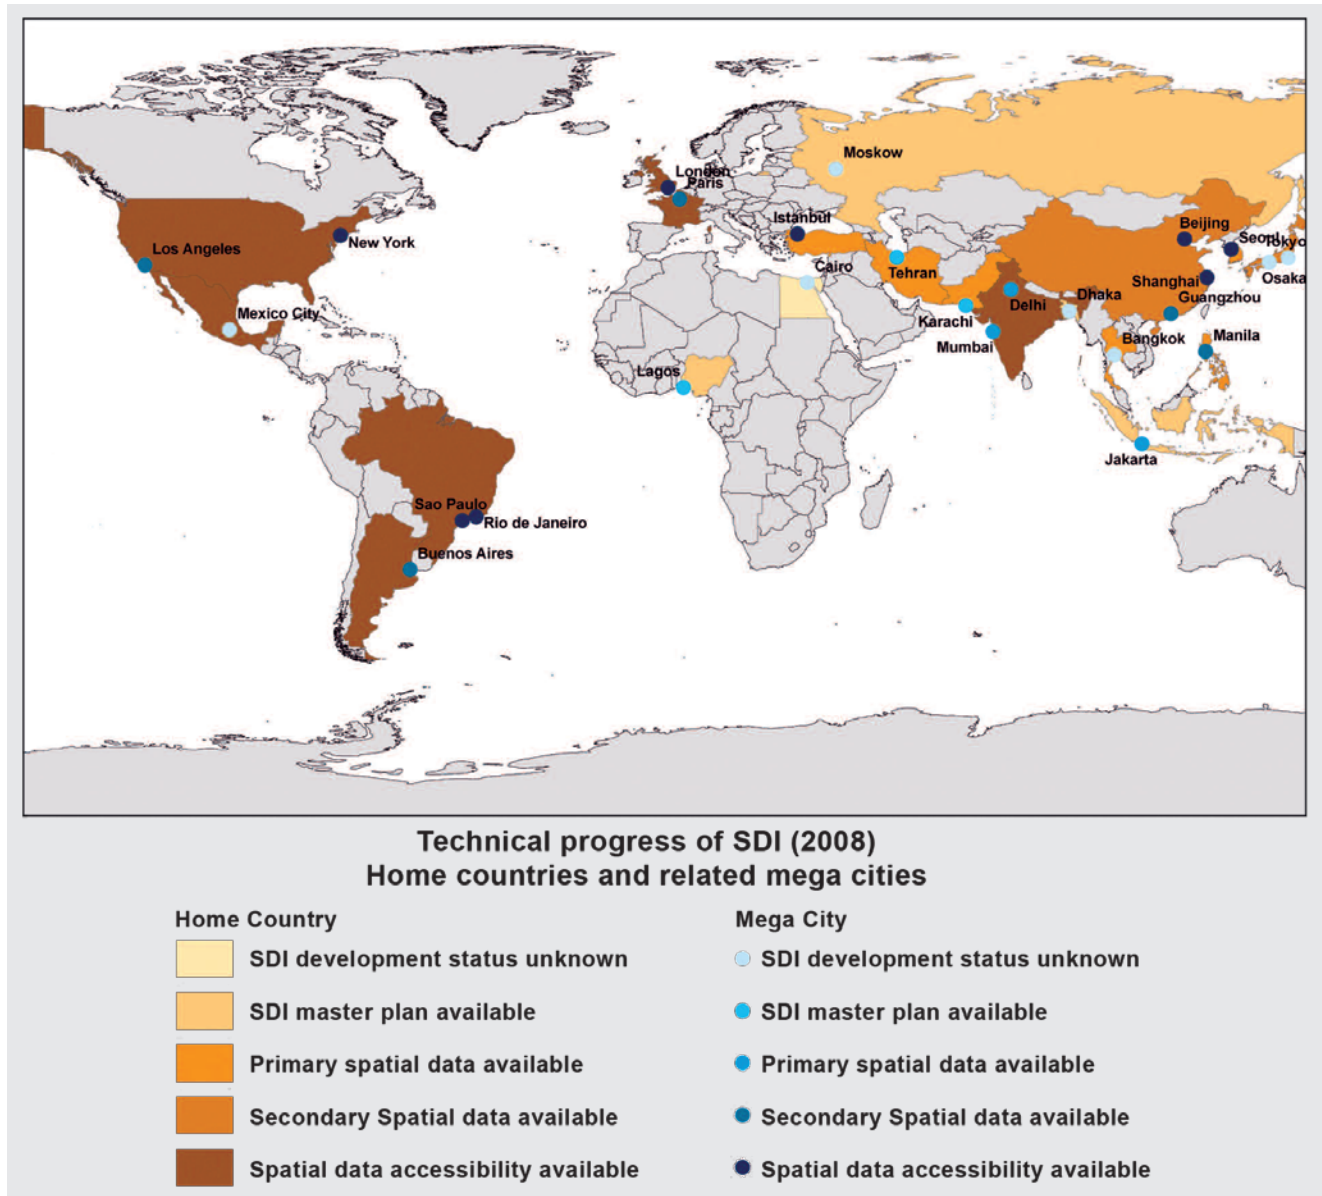 Moskow
London
Paris
Istanbul
Beijing
Seoul
Tokyo
Los Angeles
New York
Cairo
Tehran
Shanghai
Osaka
Guangzhou
Dhaka
Delhi
Mexico City
Karachi
Bangkok
Manila
Mumbai
Lagos
Jakarta
Sao Paulo
Rio de Janeiro
Buenos Aires
Technical progress of SDI (2008)
Home countries and related mega cities
Home Country
SDI development status unknown
SDI master plan available
Primary spatial data available
Secondary Spatial data available
Spatial data accessibility available
Mega City
SDI development status unknown
SDI master plan available
Primary spatial data available
Secondary Spatial data available
Spatial data accessibility available